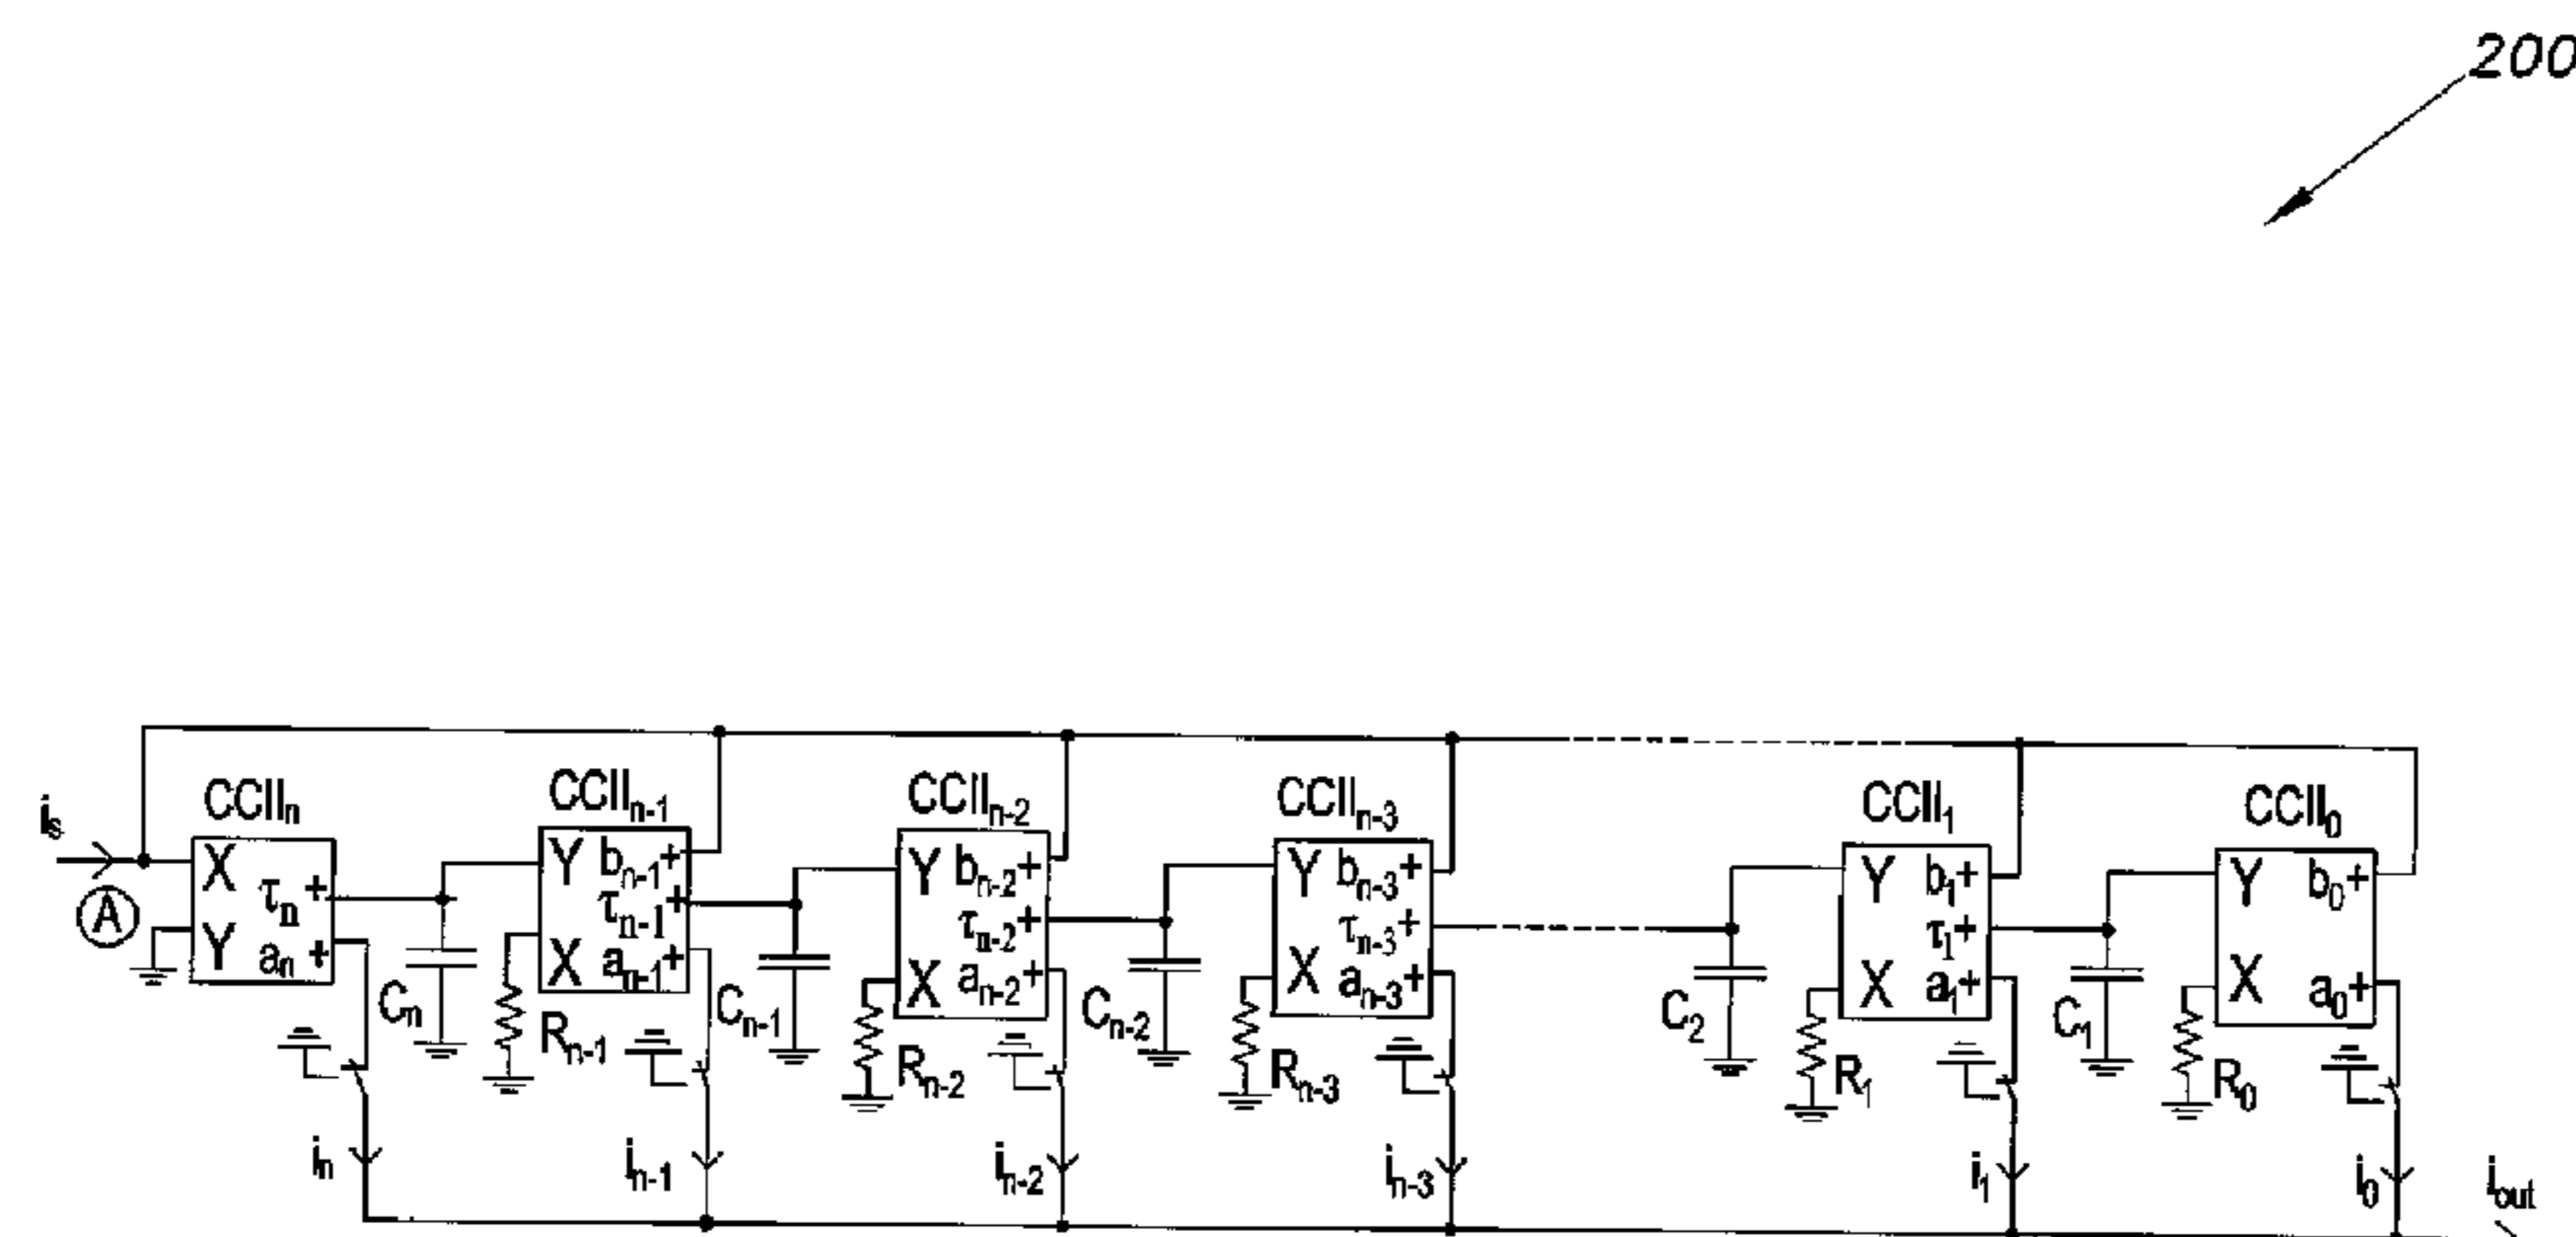 200
CCIIₙ
CCIIₙ₋₁
CCIIₙ₋₂
CCIIₙ₋₃
CCII₁
CCII₀
iₛ
A
X
τₙ+
Y
aₙ+
Cₙ
Y bₙ₋₁+
τₙ₋₁+
X aₙ₋₁+
Rₙ₋₁
Cₙ₋₁
Y bₙ₋₂+
τₙ₋₂+
X aₙ₋₂+
Rₙ₋₂
Cₙ₋₂
Y bₙ₋₃+
τₙ₋₃+
X aₙ₋₃+
Rₙ₋₃
C₂
Y b₁+
τ₁+
X a₁+
R₁
C₁
Y b₀+
X a₀+
R₀
iₙ
iₙ₋₁
iₙ₋₂
iₙ₋₃
i₁
i₀
iout